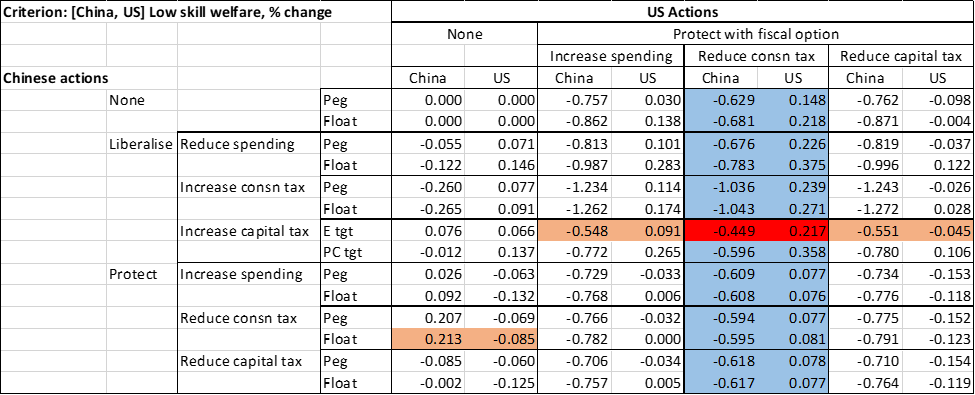 Criterion: [China, US] Low skill welfare, % change US Actions
None Protect with fiscal option
Increase spending Reduce consn tax Reduce capital tax
Chinese actions China US China US China US China US
None Peg 0.000 0.000 -0.757 0.030 -0.629 0.148 -0.762 -0.098
Float 0.000 0.000 -0.862 0.138 -0.681 0.218 -0.871 -0.004
Liberalise Reduce spending Peg -0.055 0.071 -0.813 0.101 -0.676 0.226 -0.819 -0.037
Float -0.122 0.146 -0.987 0.283 -0.783 0.375 -0.996 0.122
Increase consn tax Peg -0.260 0.077 -1.234 0.114 -1.036 0.239 -1.243 -0.026
Float -0.265 0.091 -1.262 0.174 -1.043 0.271 -1.272 0.028
Increase capital tax E tgt 0.076 0.066 -0.548 0.091 -0.449 0.217 -0.551 -0.045
PC tgt -0.012 0.137 -0.772 0.265 -0.596 0.358 -0.780 0.106
Protect Increase spending Peg 0.026 -0.063 -0.729 -0.033 -0.609 0.077 -0.734 -0.153
Float 0.092 -0.132 -0.768 0.006 -0.608 0.076 -0.776 -0.118
Reduce consn tax Peg 0.207 -0.069 -0.766 -0.032 -0.594 0.077 -0.775 -0.152
Float 0.213 -0.085 -0.782 0.000 -0.595 0.081 -0.791 -0.123
Reduce capital tax Peg -0.085 -0.060 -0.706 -0.034 -0.618 0.078 -0.710 -0.154
Float -0.002 -0.125 -0.757 0.005 -0.617 0.077 -0.764 -0.119